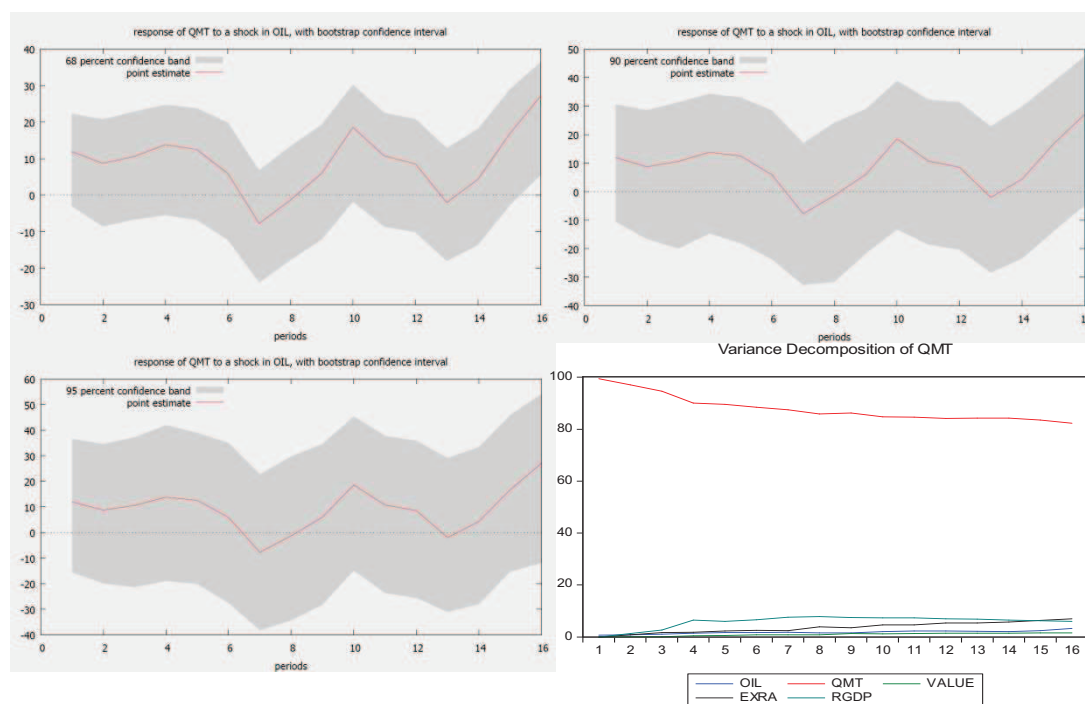 response of QMT to a shock in OIL, with bootstrap confidence interval
40
30
20
10
0
-10
-20
-30
68 percent confidence band
point estimate
0 2 4 6 8 10 12 14 16
periods
response of QMT to a shock in OIL, with bootstrap confidence interval
50
40
30
20
10
0
-10
-20
-30
-40
90 percent confidence band
point estimate
0 2 4 6 8 10 12 14 1
periods
response of QMT to a shock in OIL, with bootstrap confidence interval
60
50
40
30
20
10
0
-10
-20
-30
-40
95 percent confidence band
point estimate
0 2 4 6 8 10 12 14 16
periods
Variance Decomposition of QMT
100
80
60
40
20
0
1 2 3 4 5 6 7 8 9 10 11 12 13 14 15 16
OIL QMT VALUE
EXRA RGDP